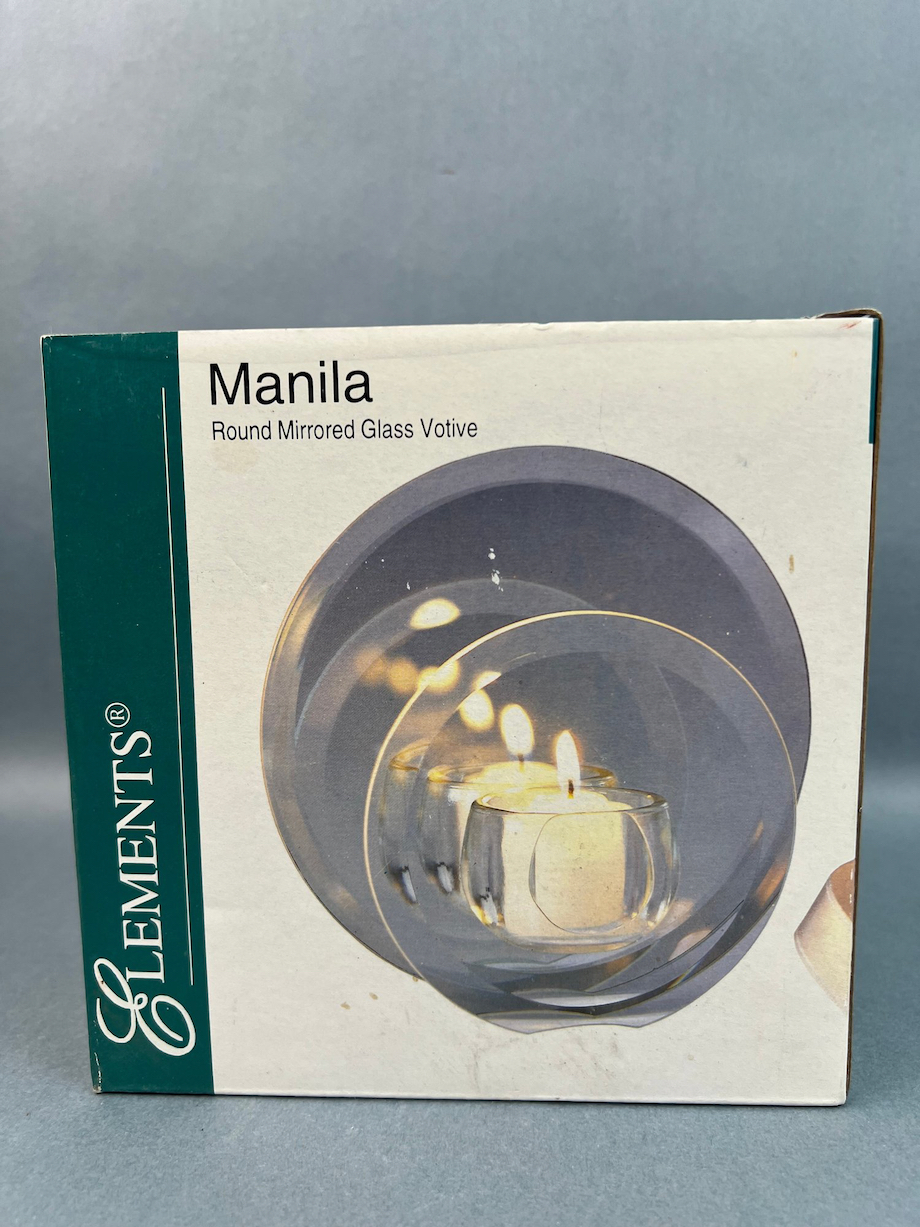 Manila
Round Mirrored Glass Votive
ELEMENTS®